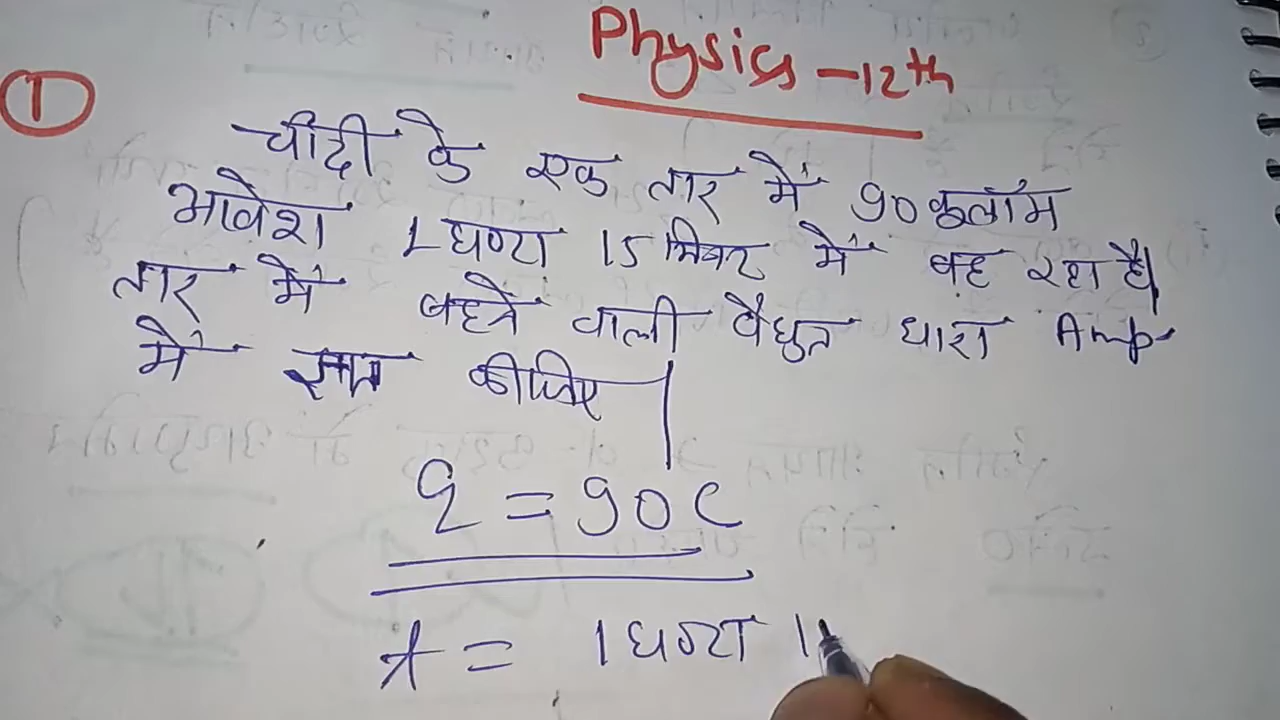 Physics - 12th
1
चाँदी के एक तार में 90 कुलॉम
आवेश 1 घण्टा 15 मिनट में बह रहा है।
तार में बहने वाली वैधुत धारा Amp
में ज्ञात कीजिए।
q = 90 C
t = 1 घण्टा 1